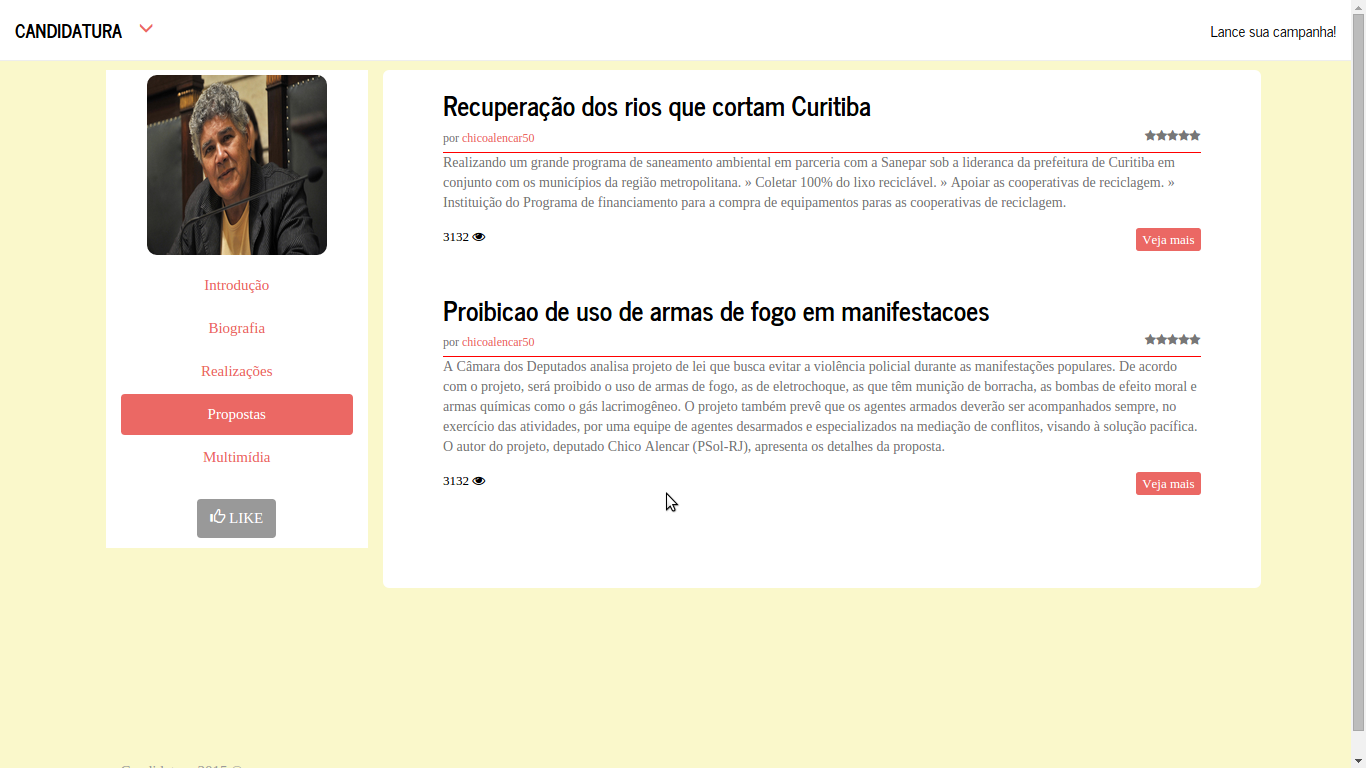 CANDIDATURA
Lance sua campanha!
Introdução
Biografia
Realizações
Propostas
Multimídia
LIKE
Recuperação dos rios que cortam Curitiba
por chicoalencar50
Realizando um grande programa de saneamento ambiental em parceria com a Sanepar sob a lideranca da prefeitura de Curitiba em
conjunto com os municípios da região metropolitana. » Coletar 100% do lixo reciclável. » Apoiar as cooperativas de reciclagem. »
Instituição do Programa de financiamento para a compra de equipamentos paras as cooperativas de reciclagem.
3132
Veja mais
Proibicao de uso de armas de fogo em manifestacoes
por chicoalencar50
A Câmara dos Deputados analisa projeto de lei que busca evitar a violência policial durante as manifestações populares. De acordo
com o projeto, será proibido o uso de armas de fogo, as de eletrochoque, as que têm munição de borracha, as bombas de efeito moral e
armas químicas como o gás lacrimogêneo. O projeto também prevê que os agentes armados deverão ser acompanhados sempre, no
exercício das atividades, por uma equipe de agentes desarmados e especializados na mediação de conflitos, visando à solução pacífica.
O autor do projeto, deputado Chico Alencar (PSol-RJ), apresenta os detalhes da proposta.
3132
Veja mais